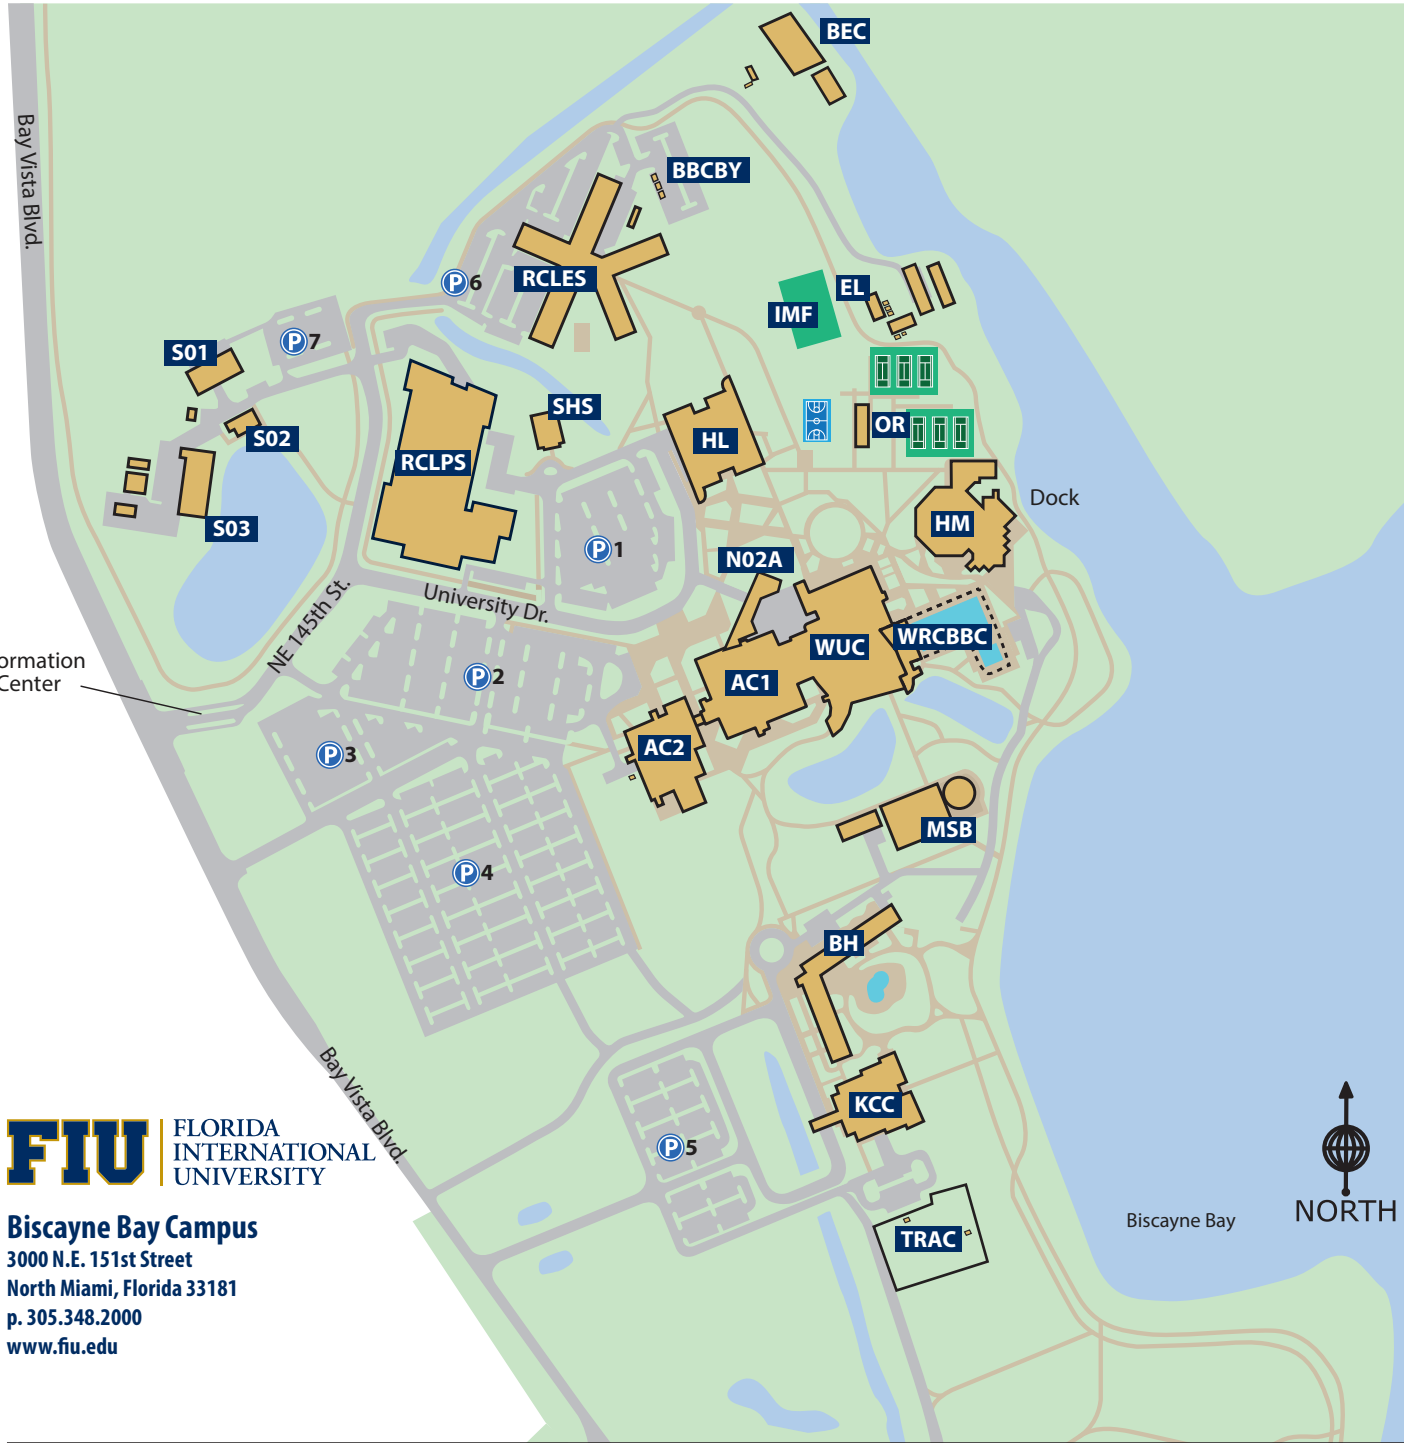 BEC
Bay Vista Blvd.
BBCBY
RCLES
P6
EL
IMF
P7
S01
SHS
OR
S02
HL
RCLPS
Dock
S03
HM
P1
N02A
NE 145th St.
University Dr.
WRCBBC
WUC
ormation
Center
P2
AC1
AC2
P3
MSB
P4
BH
Bay Vista Blvd.
KCC
P5
FIU
FLORIDA
INTERNATIONAL
UNIVERSITY
Biscayne Bay Campus
3000 N.E. 151st Street
North Miami, Florida 33181
p. 305.348.2000
www.fiu.edu
TRAC
Biscayne Bay
NORTH